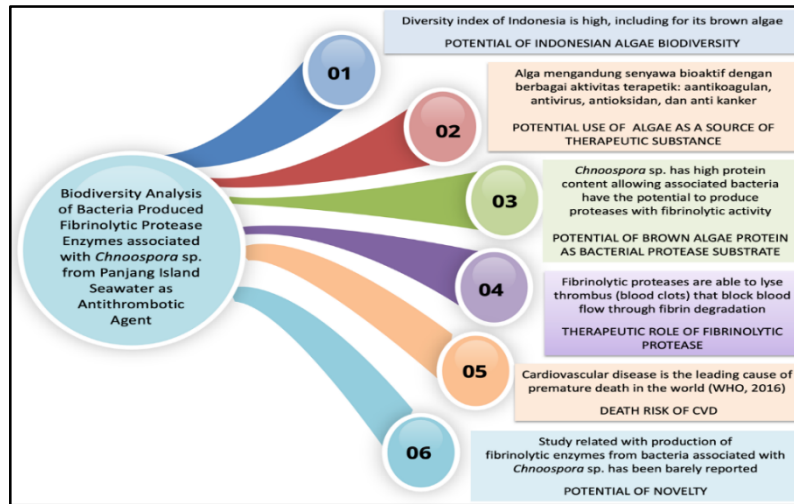 Diversity index of Indonesia is high, including for its brown algae
POTENTIAL OF INDONESIAN ALGAE BIODIVERSITY
01
Alga mengandung senyawa bioaktif dengan
berbagai aktivitas terapetik: aantikoagulan,
antivirus, antioksidan, dan anti kanker
POTENTIAL USE OF ALGAE AS A SOURCE OF
THERAPEUTIC SUBSTANCE
02
Chnoospora sp. has high protein
content allowing associated bacteria
have the potential to produce
proteases with fibrinolytic activity
POTENTIAL OF BROWN ALGAE PROTEIN
AS BACTERIAL PROTEASE SUBSTRATE
03
Biodiversity Analysis
of Bacteria Produced
Fibrinolytic Protease
Enzymes associated
with Chnoospora sp.
from Panjang Island
Seawater as
Antithrombotic
Agent
Fibrinolytic proteases are able to lyse
thrombus (blood clots) that block blood
flow through fibrin degradation
THERAPEUTIC ROLE OF FIBRINOLYTIC
PROTEASE
04
Cardiovascular disease is the leading cause of
premature death in the world (WHO, 2016)
DEATH RISK OF CVD
05
Study related with production of
fibrinolytic enzymes from bacteria associated with
Chnoospora sp. has been barely reported
POTENTIAL OF NOVELTY
06